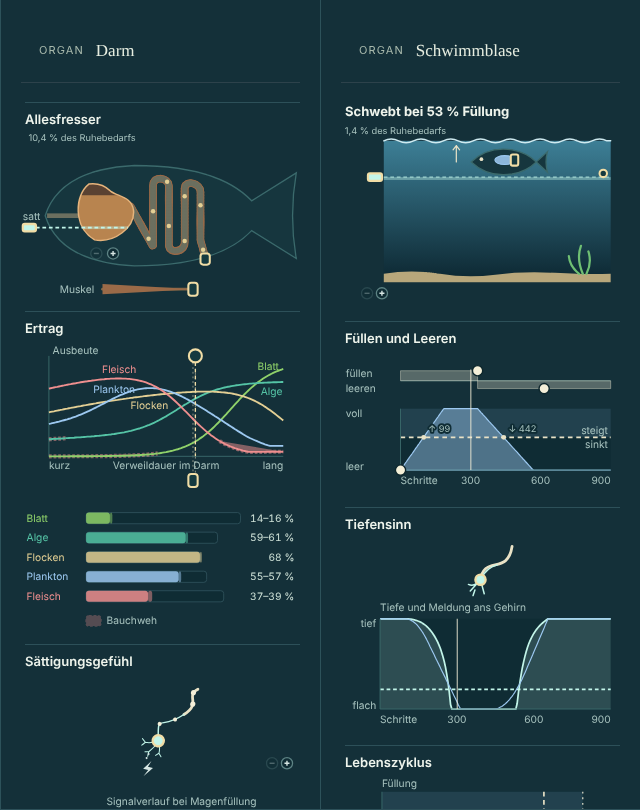 ORGAN Darm
Allesfresser
10,4 % des Ruhebedarfs
satt
Muskel
Ertrag
Ausbeute
Fleisch
Blatt
Plankton
Alge
Flocken
kurz Verweildauer im Darm lang
Blatt 14–16 %
Alge 59–61 %
Flocken 68 %
Plankton 55–57 %
Fleisch 37–39 %
Bauchweh
Sättigungsgefühl
Signalverlauf bei Magenfüllung
ORGAN Schwimmblase
Schwebt bei 53 % Füllung
1,4 % des Ruhebedarfs
Füllen und Leeren
füllen
leeren
voll
↑ 99 ↓ 442 steigt
sinkt
leer
Schritte 300 600 900
Tiefensinn
Tiefe und Meldung ans Gehirn
tief
flach
Schritte 300 600 900
Lebenszyklus
Füllung